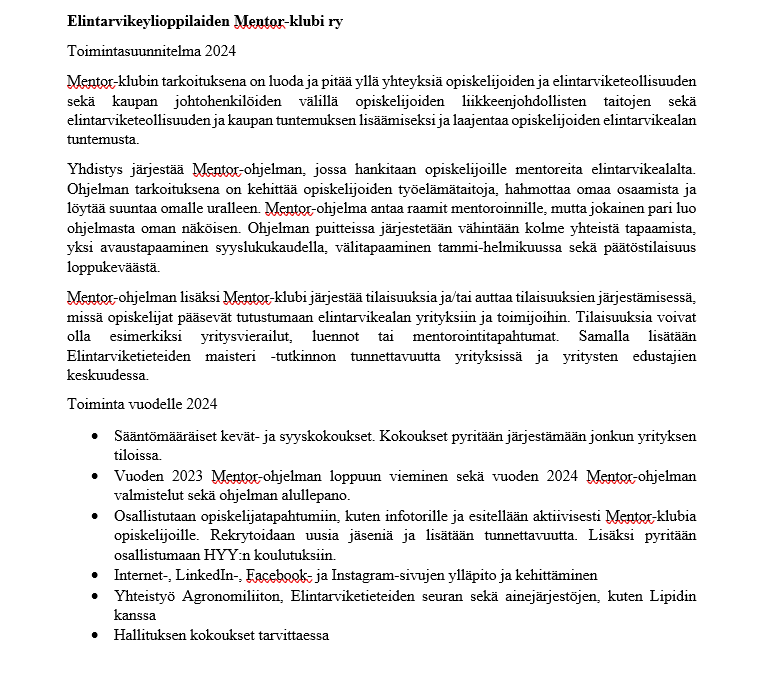 Elintarvikeylioppilaiden Mentor-klubi ry
Toimintasuunnitelma 2024
Mentor-klubin tarkoituksena on luoda ja pitää yllä yhteyksiä opiskelijoiden ja elintarviketeollisuuden
sekä kaupan johtohenkilöiden välillä opiskelijoiden liikkeenjohdollisten taitojen sekä
elintarviketeollisuuden ja kaupan tuntemuksen lisäämiseksi ja laajentaa opiskelijoiden elintarvikealan
tuntemusta.
Yhdistys järjestää Mentor-ohjelman, jossa hankitaan opiskelijoille mentoreita elintarvikealalta.
Ohjelman tarkoituksena on kehittää opiskelijoiden työelämätaitoja, hahmottaa omaa osaamista ja
löytää suuntaa omalle uralleen. Mentor-ohjelma antaa raamit mentoroinnille, mutta jokainen pari luo
ohjelmasta oman näköisen. Ohjelman puitteissa järjestetään vähintään kolme yhteistä tapaamista,
yksi avaustapaaminen syyslukukaudella, välitapaaminen tammi-helmikuussa sekä päätöstilaisuus
loppukeväästä.
Mentor-ohjelman lisäksi Mentor-klubi järjestää tilaisuuksia ja/tai auttaa tilaisuuksien järjestämisessä,
missä opiskelijat pääsevät tutustumaan elintarvikealan yrityksiin ja toimijoihin. Tilaisuuksia voivat
olla esimerkiksi yritysvierailut, luennot tai mentorointitapahtumat. Samalla lisätään
Elintarviketieteiden maisteri -tutkinnon tunnettavuutta yrityksissä ja yritysten edustajien
keskuudessa.
Toiminta vuodelle 2024
• Sääntömääräiset kevät- ja syyskokoukset. Kokoukset pyritään järjestämään jonkun yrityksen
tiloissa.
• Vuoden 2023 Mentor-ohjelman loppuun vieminen sekä vuoden 2024 Mentor-ohjelman
valmistelut sekä ohjelman alullepano.
• Osallistutaan opiskelijatapahtumiin, kuten infotorille ja esitellään aktiivisesti Mentor-klubia
opiskelijoille. Rekrytoidaan uusia jäseniä ja lisätään tunnettavuutta. Lisäksi pyritään
osallistumaan HYY:n koulutuksiin.
• Internet-, LinkedIn-, Facebook- ja Instagram-sivujen ylläpito ja kehittäminen
• Yhteistyö Agronomiliiton, Elintarviketieteiden seuran sekä ainejärjestöjen, kuten Lipidin
kanssa
• Hallituksen kokoukset tarvittaessa